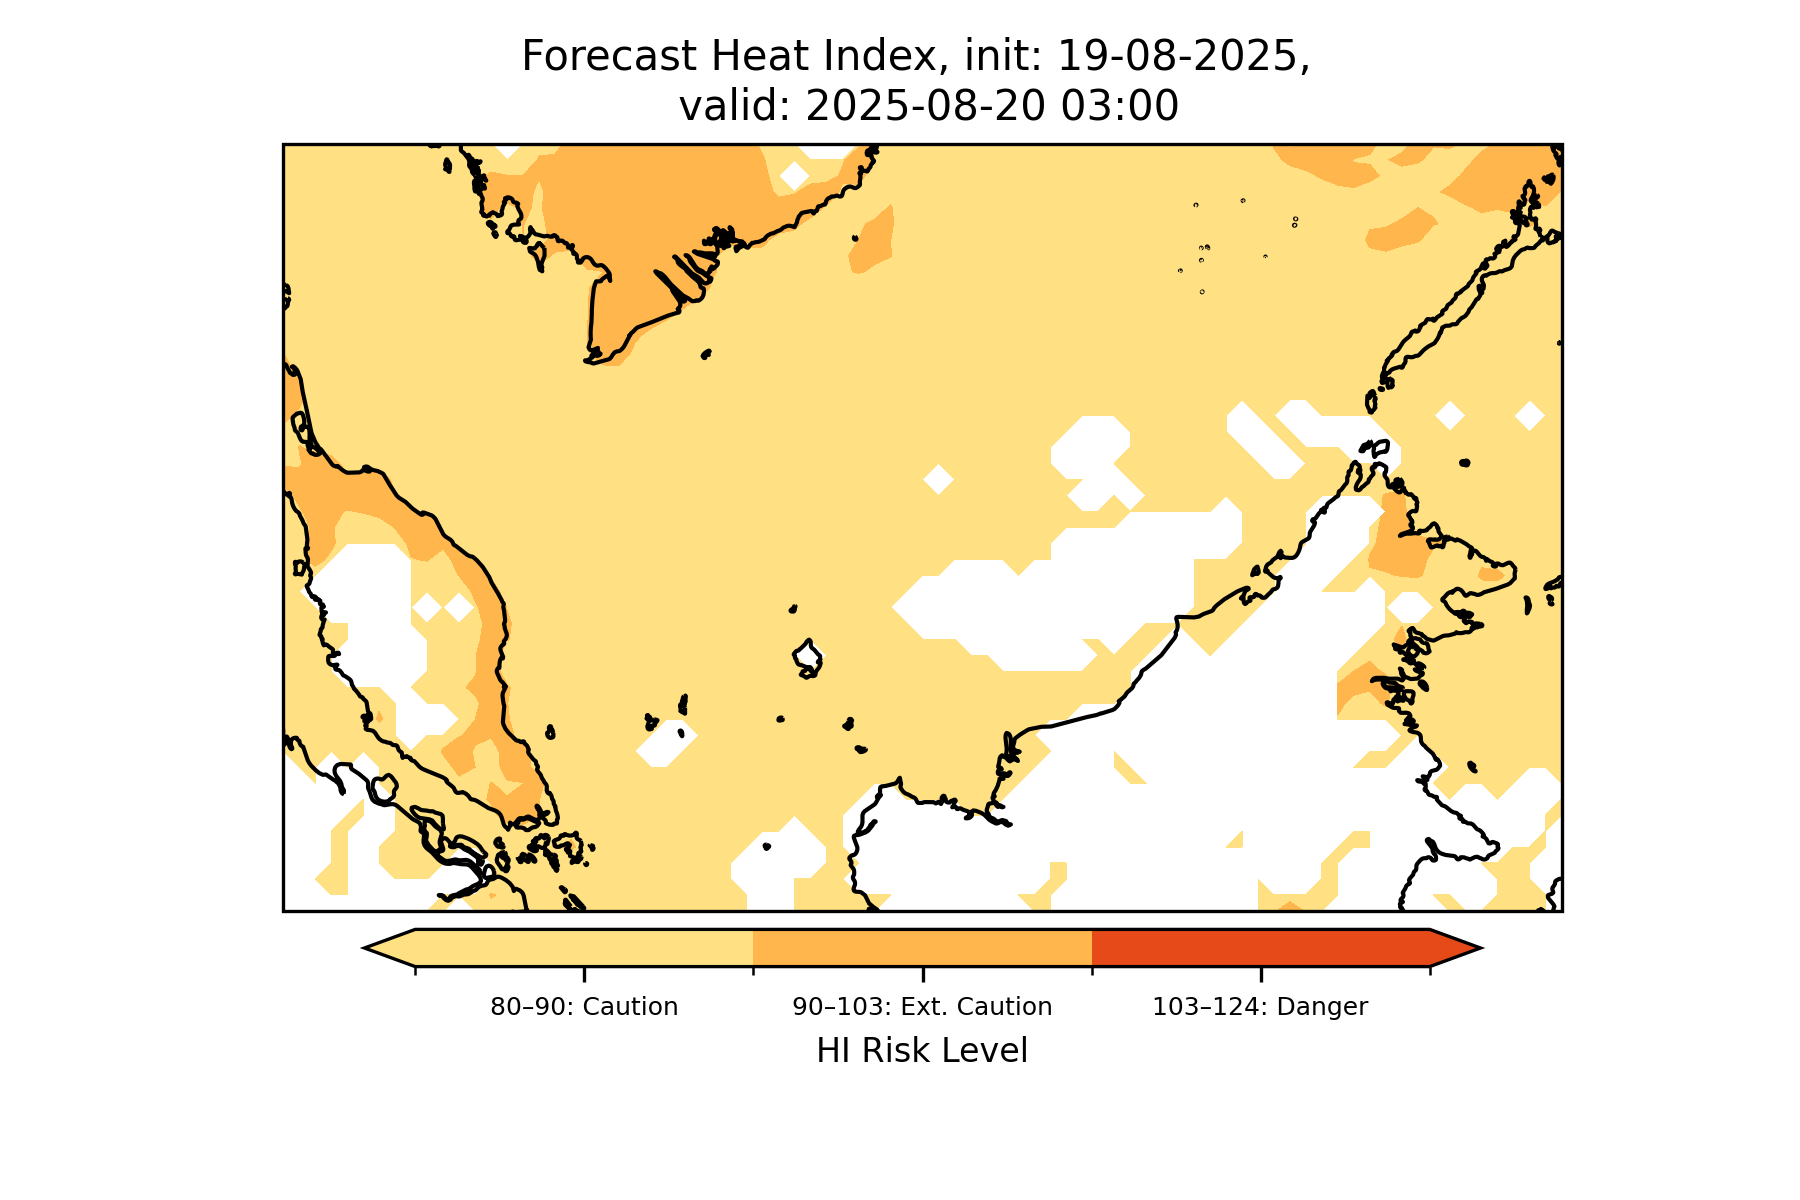 Forecast Heat Index, init: 19-08-2025,
valid: 2025-08-20 03:00
80–90: Caution
90–103: Ext. Caution
103–124: Danger
HI Risk Level